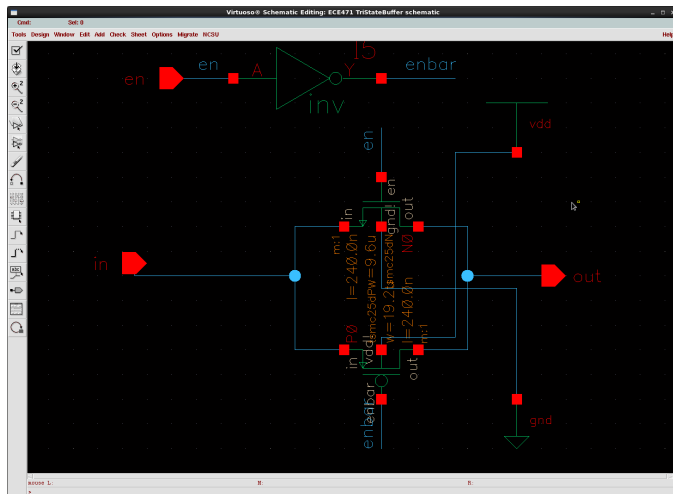 Virtuoso® Schematic Editing: ECE471 TriStateBuffer schematic
Cmd: Sel: 0
Tools Design Window Edit Add Check Sheet Options Migrate NCSU Help
I5
en en A Y enbar
inv
vdd
en
en
in gnd! out
m:1 l=240.0n w=9.6u N0
in out
P0 w=19.2u l=240.0n m:1
in vdd! out
enbar
enbar
gnd
mouse L: M: R:
>